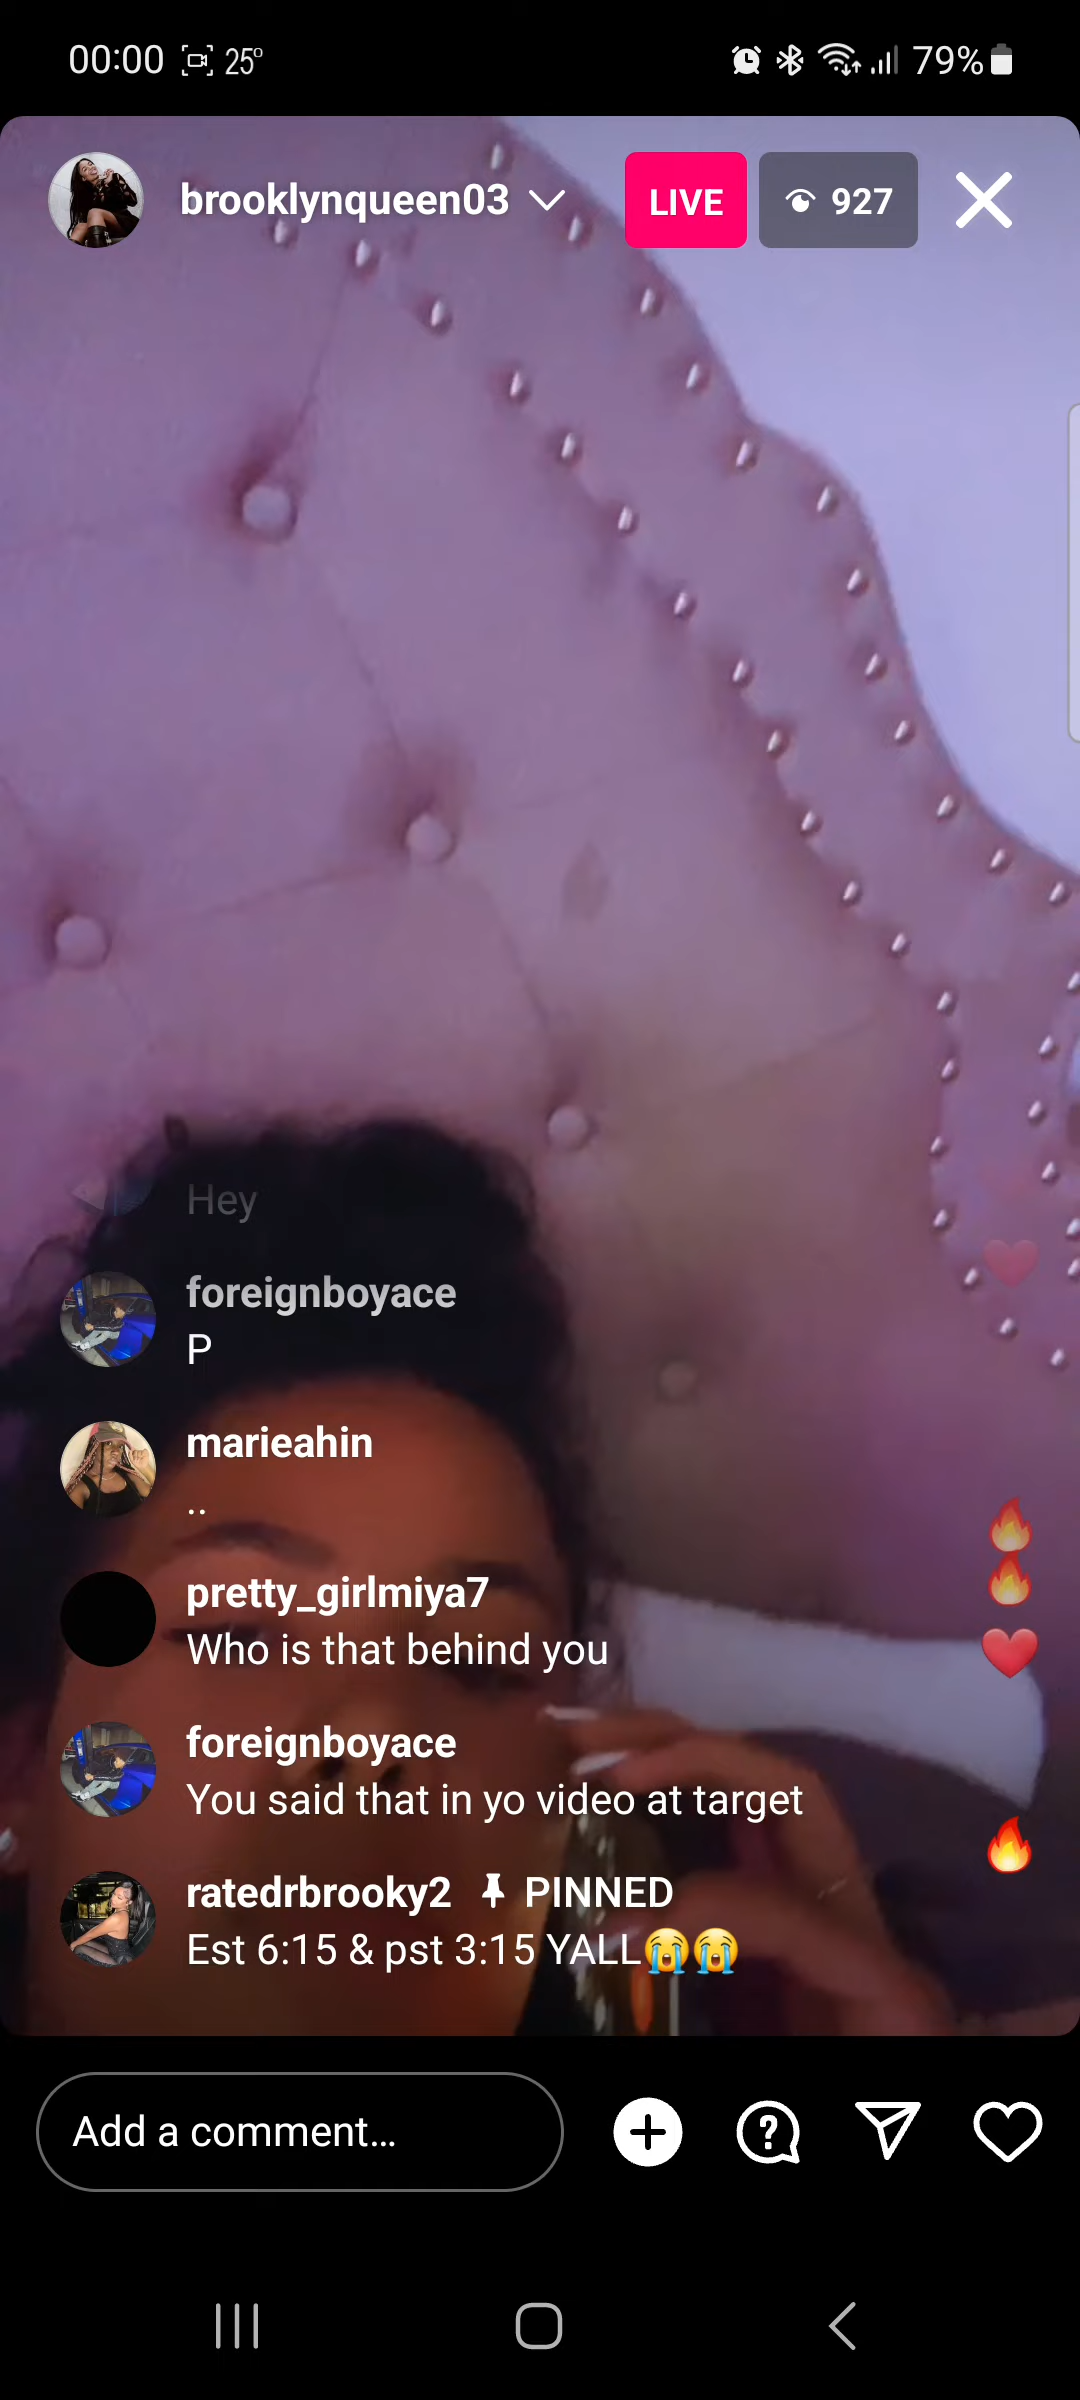 00:00 25°
79%
brooklynqueen03
LIVE
927
Hey
foreignboyace
P
marieahin
..
pretty_girlmiya7
Who is that behind you
foreignboyace
You said that in yo video at target
ratedrbrooky2 PINNED
Est 6:15 & pst 3:15 YALL😭😭
Add a comment...